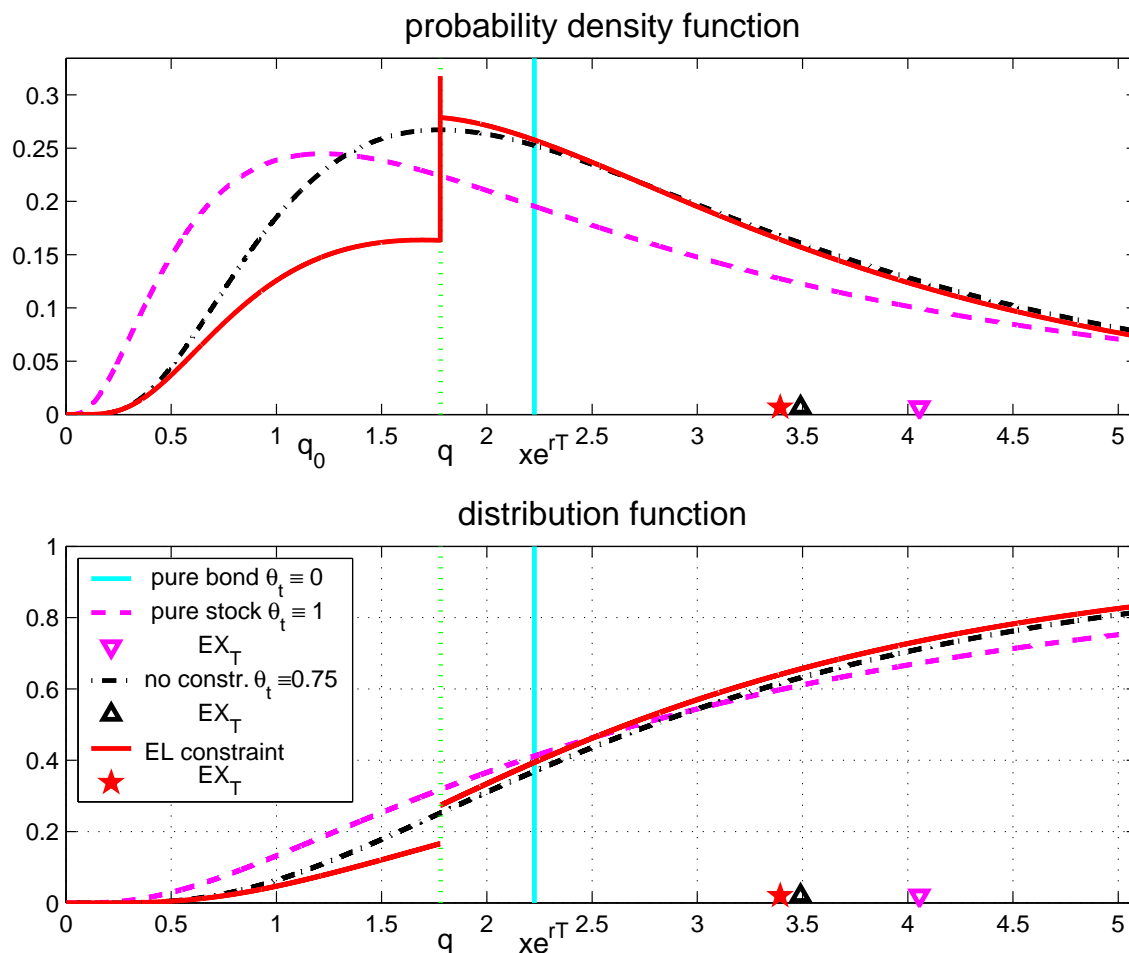 probability density function
0.3
0.25
0.2
0.15
0.1
0.05
0
0 0.5 1 1.5 2 2.5 3 3.5 4 4.5 5
q0 q xe^rT
distribution function
1
0.8
0.6
0.4
0.2
0
pure bond θt ≡ 0
pure stock θt ≡ 1
EXT
no constr. θt ≡0.75
EXT
EL constraint
EXT
0 0.5 1 1.5 2 2.5 3 3.5 4 4.5 5
q xe^rT